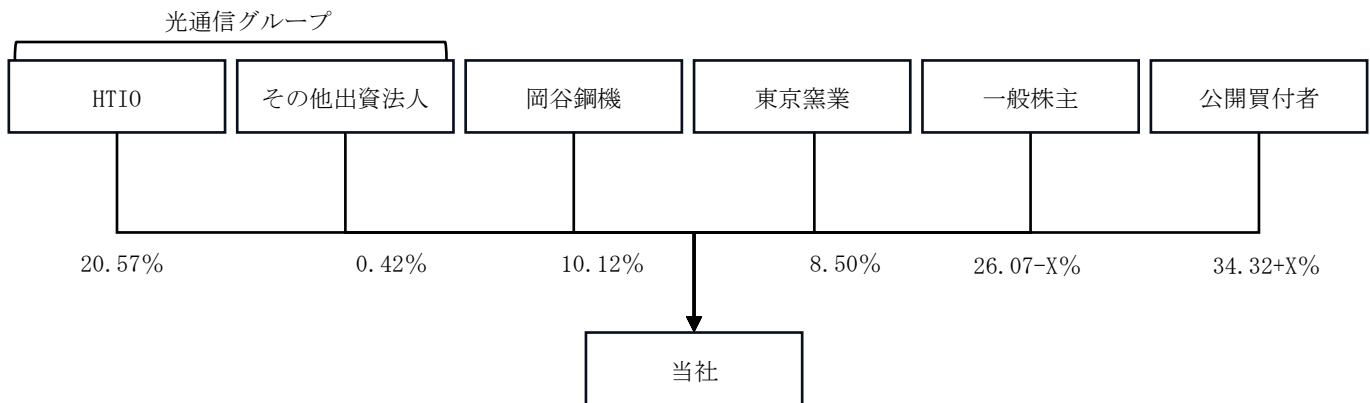 光通信グループ
HTIO
その他出資法人
岡谷鋼機
東京窯業
一般株主
公開買付者
20.57%
0.42%
10.12%
8.50%
26.07-X%
34.32+X%
当社